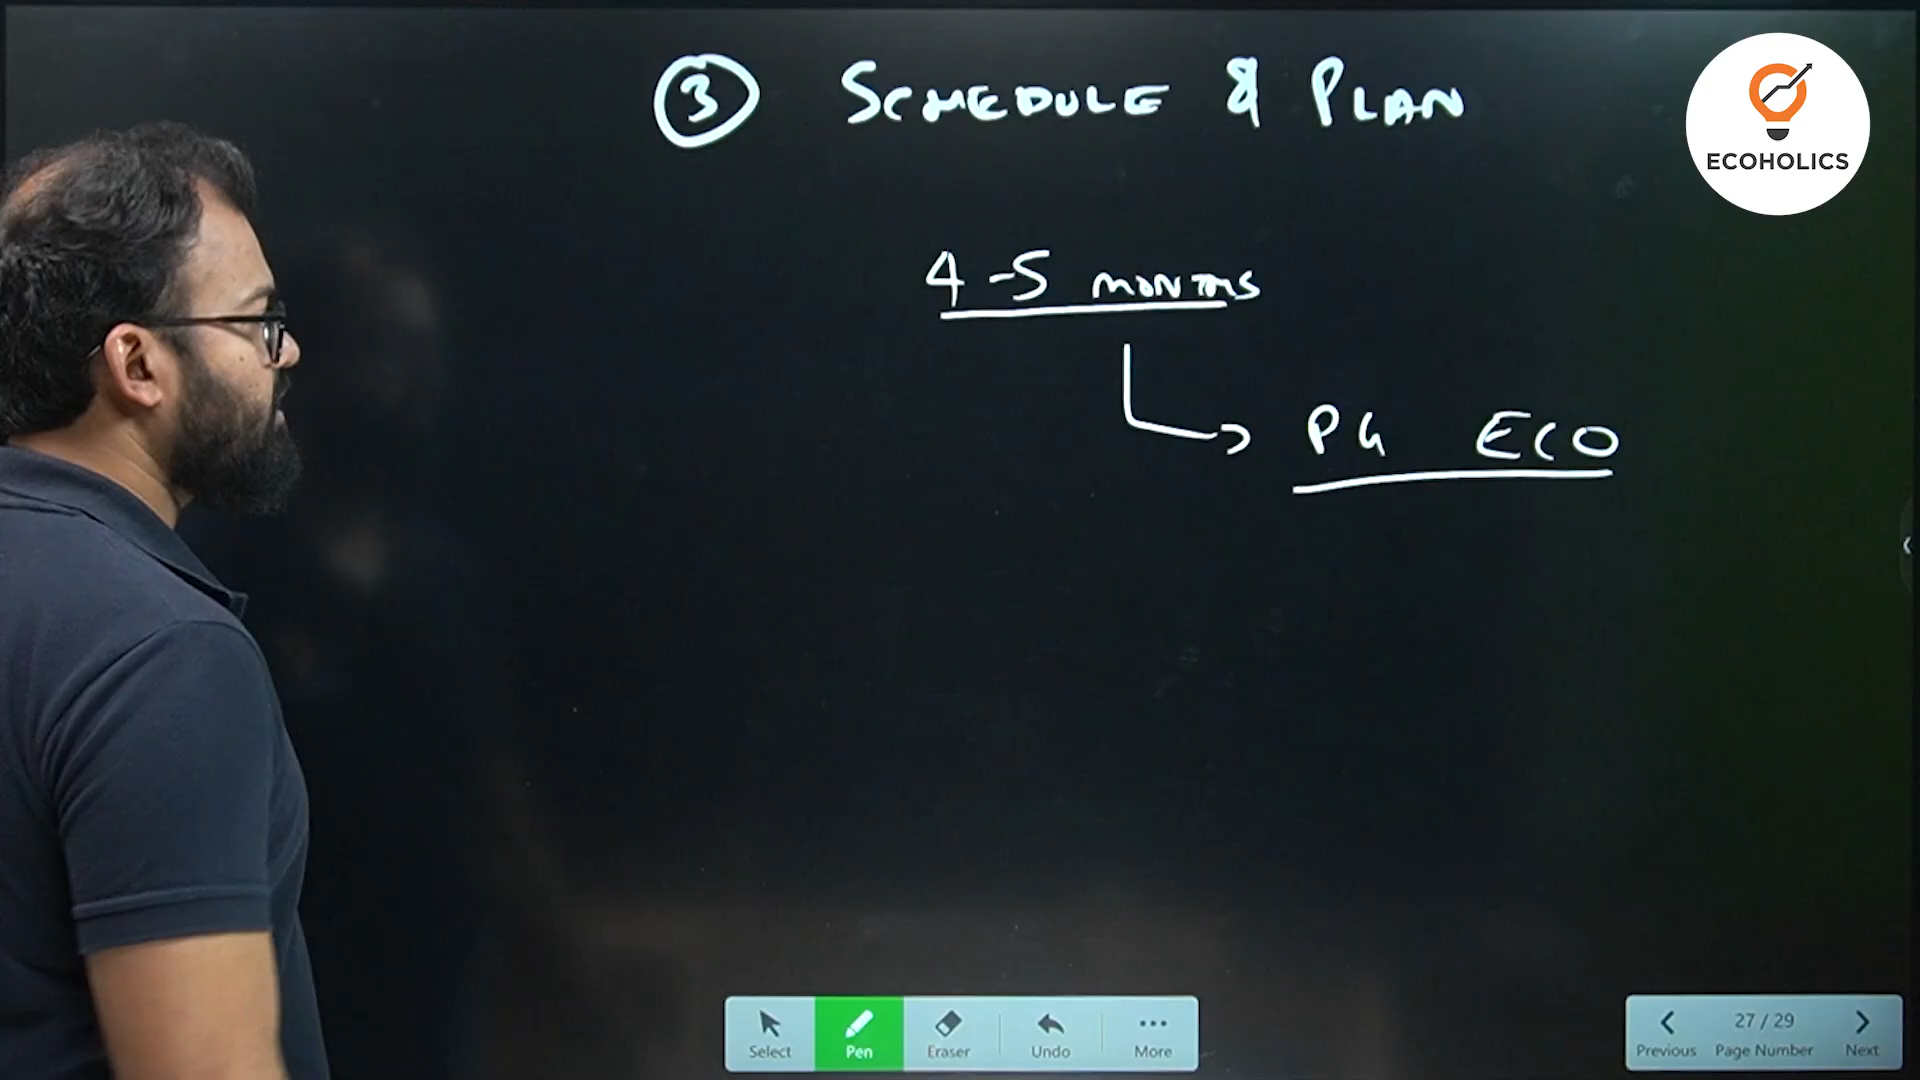 3 SCHEDULE & PLAN
ECOHOLICS
4-5 MONTHS
PG ECO
Select Pen Eraser Undo More
27 / 29
Previous Page Number Next